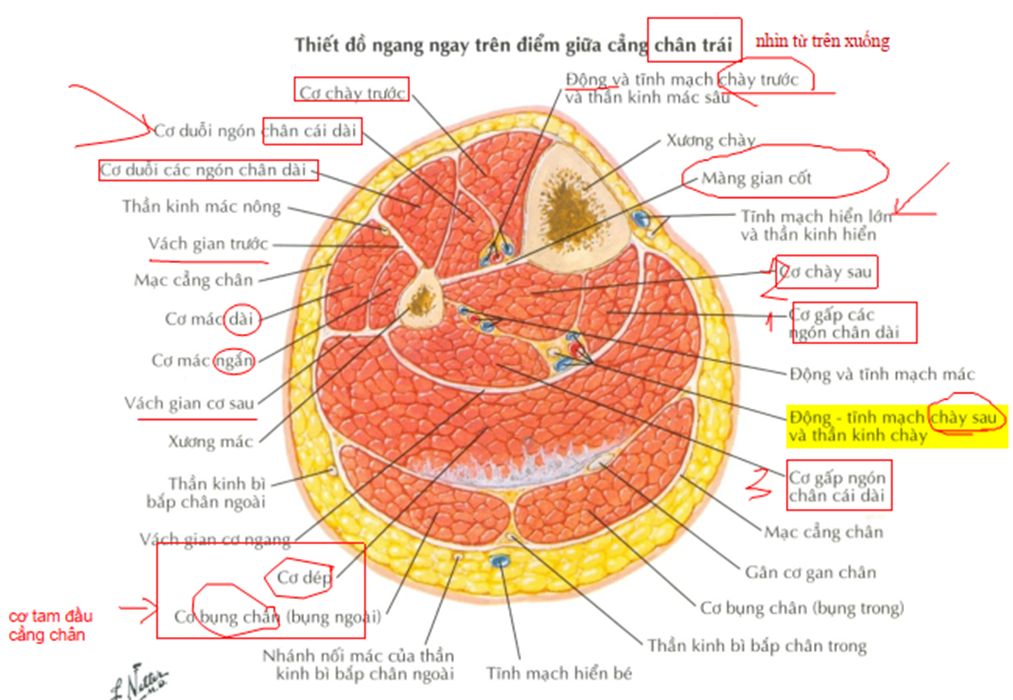 Thiết đồ ngang ngay trên điểm giữa cẳng chân trái
nhìn từ trên xuống
Cơ chày trước
Động và tĩnh mạch chày trước
và thần kinh mác sâu
Cơ duỗi ngón chân cái dài
Xương chày
Cơ duỗi các ngón chân dài
Màng gian cốt
Thần kinh mác nông
Tĩnh mạch hiển lớn
và thần kinh hiển
Vách gian trước
Mạc cẳng chân
2
Cơ chày sau
Cơ mác dài
1
Cơ gấp các
ngón chân dài
Cơ mác ngắn
Động và tĩnh mạch mác
Vách gian cơ sau
Động - tĩnh mạch chày sau
và thần kinh chày
Xương mác
Thần kinh bì
bắp chân ngoài
3
Cơ gấp ngón
chân cái dài
Vách gian cơ ngang
Mạc cẳng chân
Cơ dép
Gân cơ gan chân
cơ tam đầu
cẳng chân
Cơ bụng chân (bụng ngoài)
Cơ bụng chân (bụng trong)
Thần kinh bì bắp chân trong
Nhánh nối mác của thần
kinh bì bắp chân ngoài
Tĩnh mạch hiển bé
F. Netter
M.D.